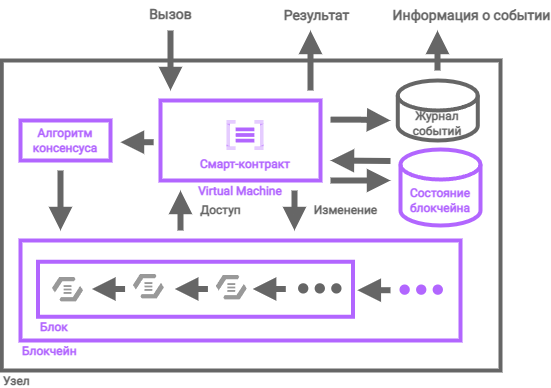 Вызов
Результат
Информация о событии
Журнал
событий
Алгоритм
консенсуса
Смарт-контракт
Virtual Machine
Состояние
блокчейна
Доступ
Изменение
Блок
Блокчейн
Узел